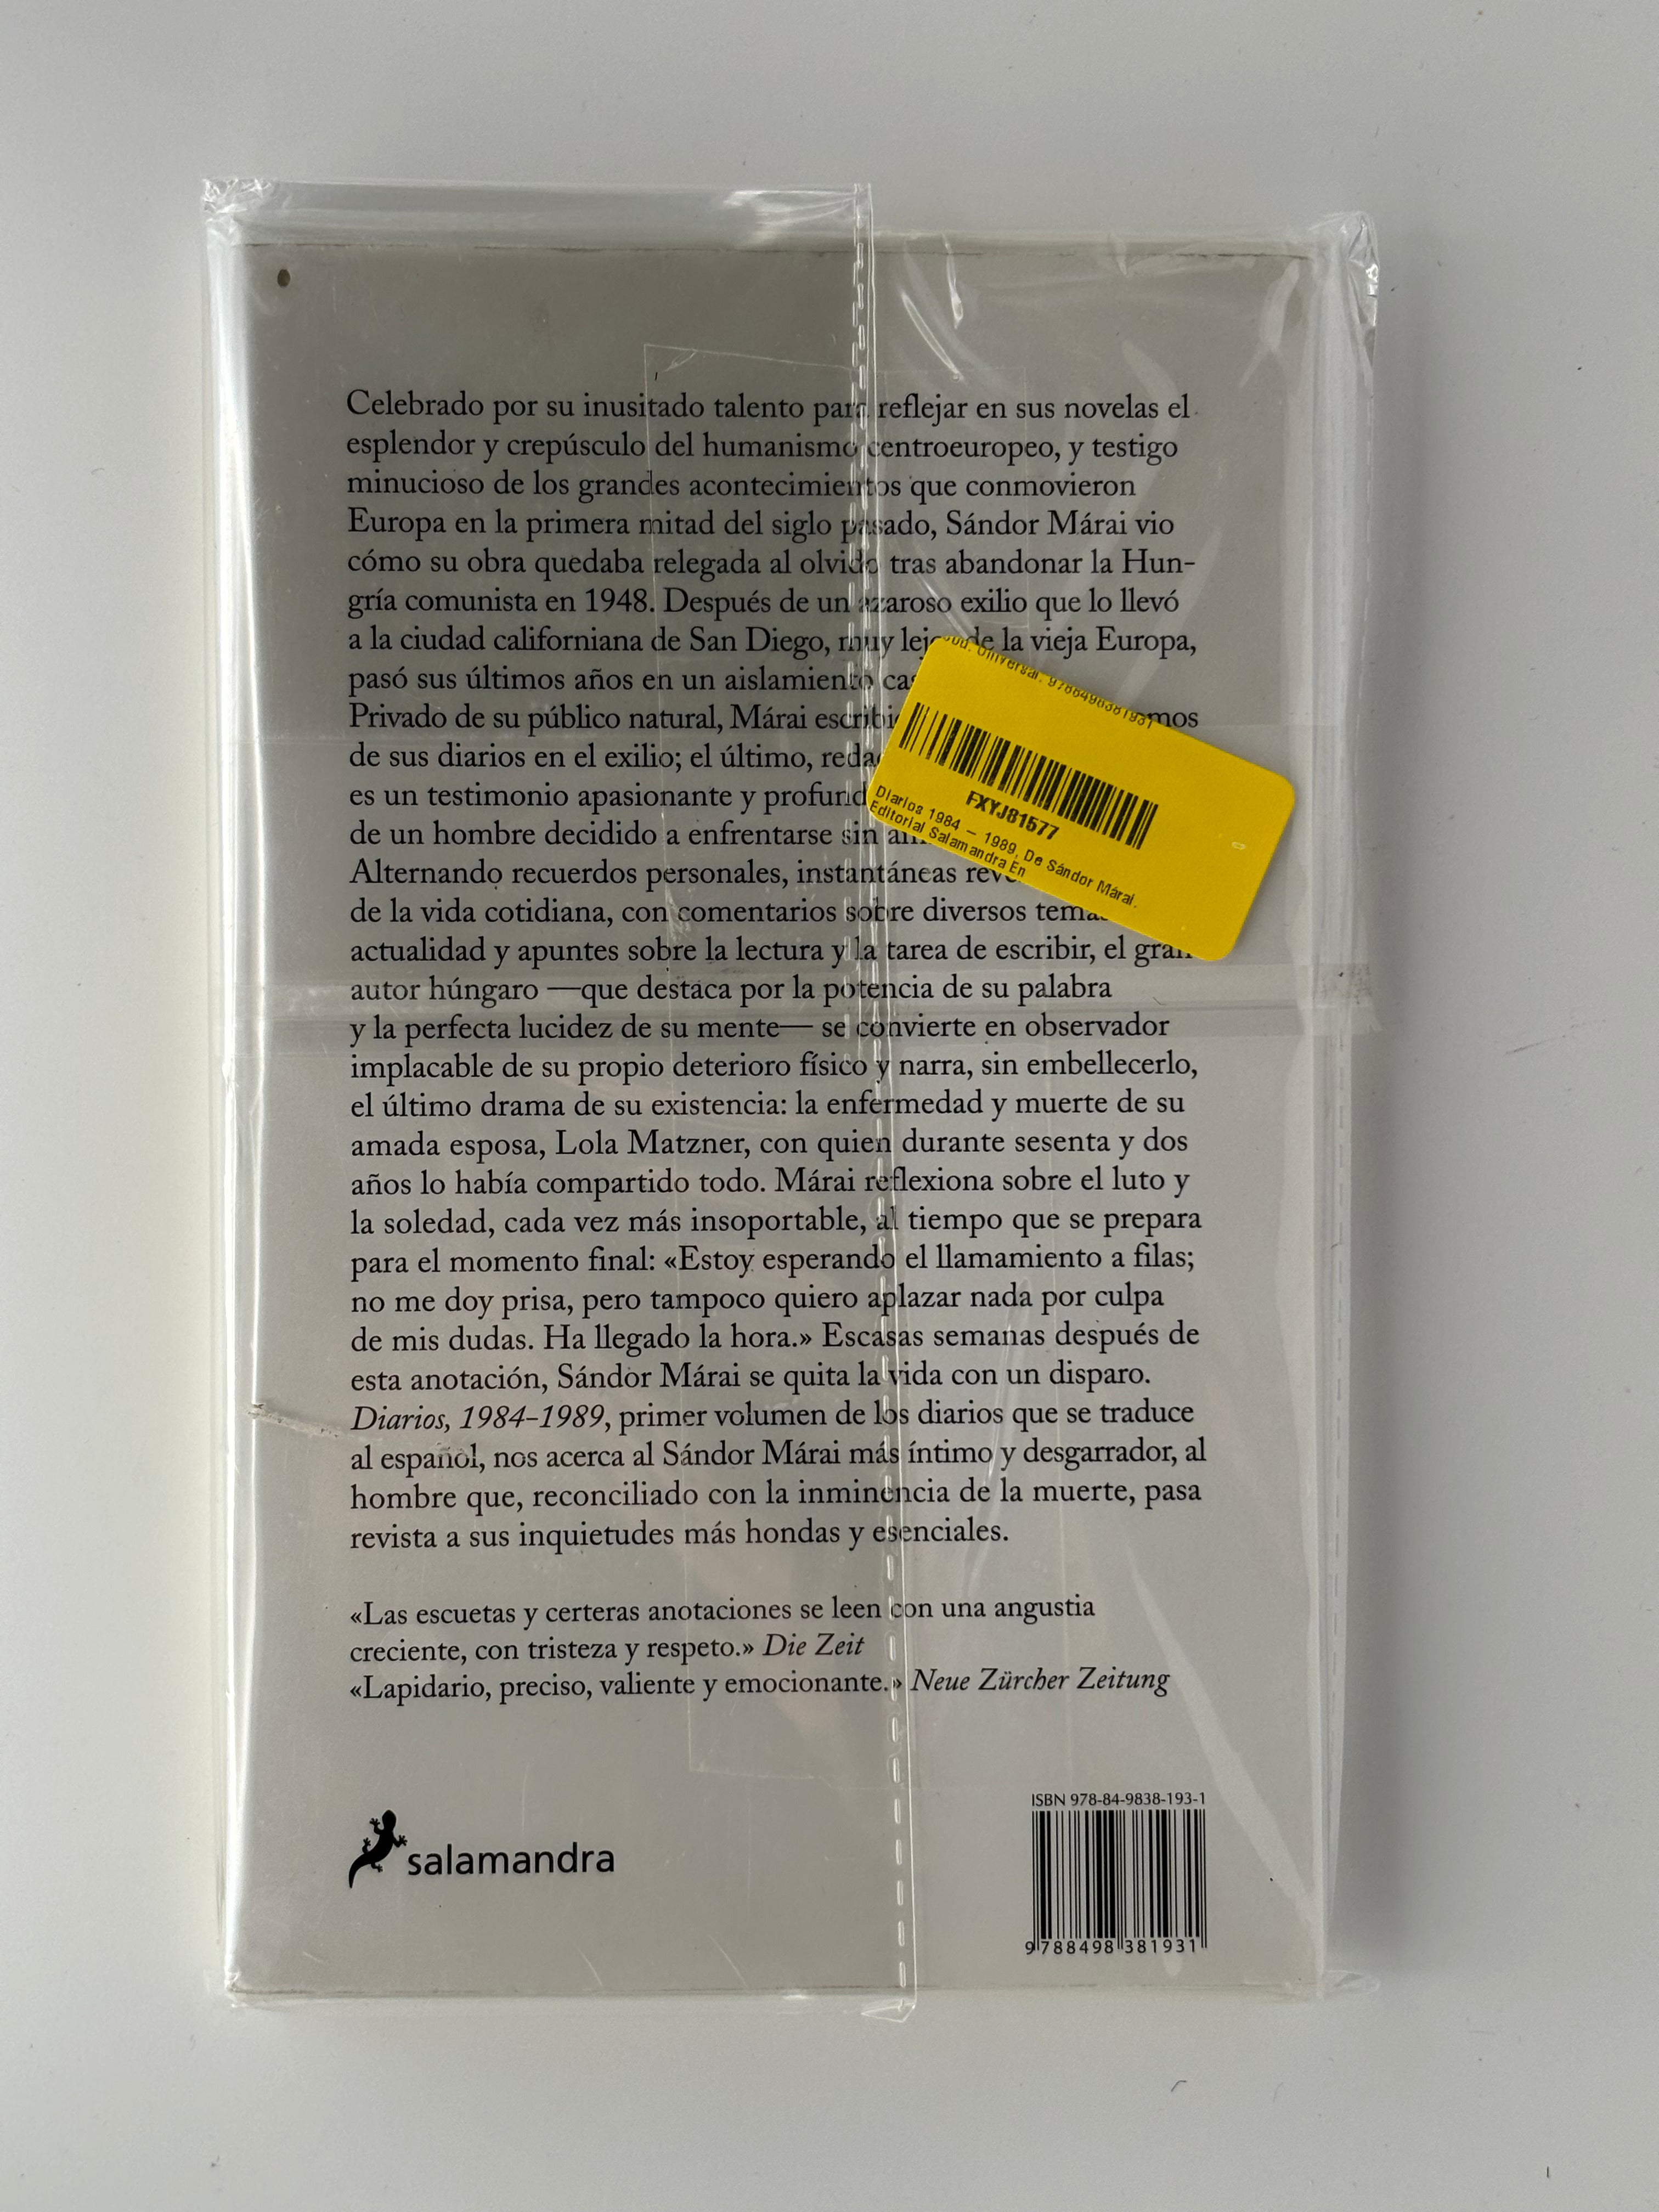 Celebrado por su inusitado talento para reflejar en sus novelas el
esplendor y crepúsculo del humanismo centroeuropeo, y testigo
minucioso de los grandes acontecimientos que conmovieron
Europa en la primera mitad del siglo pasado, Sándor Márai vio
cómo su obra quedaba relegada al olvido tras abandonar la Hun-
gría comunista en 1948. Después de un azaroso exilio que lo llevó
a la ciudad californiana de San Diego, muy lejos de la vieja Europa,
pasó sus últimos años en un aislamiento
Privado de su público natural, Márai
de sus diarios en el exilio; el último,
es un testimonio apasionante y
de un hombre decidido a enfrentarse sin
Alternando recuerdos personales, instantáneas
de la vida cotidiana, con comentarios sobre diversos
actualidad y apuntes sobre la lectura y la tarea de escribir, el gran
autor húngaro —que destaca por la potencia de su palabra
y la perfecta lucidez de su mente— se convierte en observador
implacable de su propio deterioro físico y narra, sin embellecerlo,
el último drama de su existencia: la enfermedad y muerte de su
amada esposa, Lola Matzner, con quien durante sesenta y dos
años lo había compartido todo. Márai reflexiona sobre el luto y
la soledad, cada vez más insoportable, al tiempo que se prepara
para el momento final: «Estoy esperando el llamamiento a filas;
no me doy prisa, pero tampoco quiero aplazar nada por culpa
de mis dudas. Ha llegado la hora.» Escasas semanas después de
esta anotación, Sándor Márai se quita la vida con un disparo.
Diarios, 1984-1989, primer volumen de los diarios que se traduce
al español, nos acerca al Sándor Márai más íntimo y desgarrador, al
hombre que, reconciliado con la inminencia de la muerte, pasa
revista a sus inquietudes más hondas y esenciales.
«Las escuetas y certeras anotaciones se leen con una angustia
creciente, con tristeza y respeto.» Die Zeit
«Lapidario, preciso, valiente y emocionante.» Neue Zürcher Zeitung
Universal: 9788498381931
FXYJ81577
Diarios 1984 - 1989, De Sándor Márai.
Editorial Salamandra En
salamandra
ISBN 978-84-9838-193-1
9 788498 381931